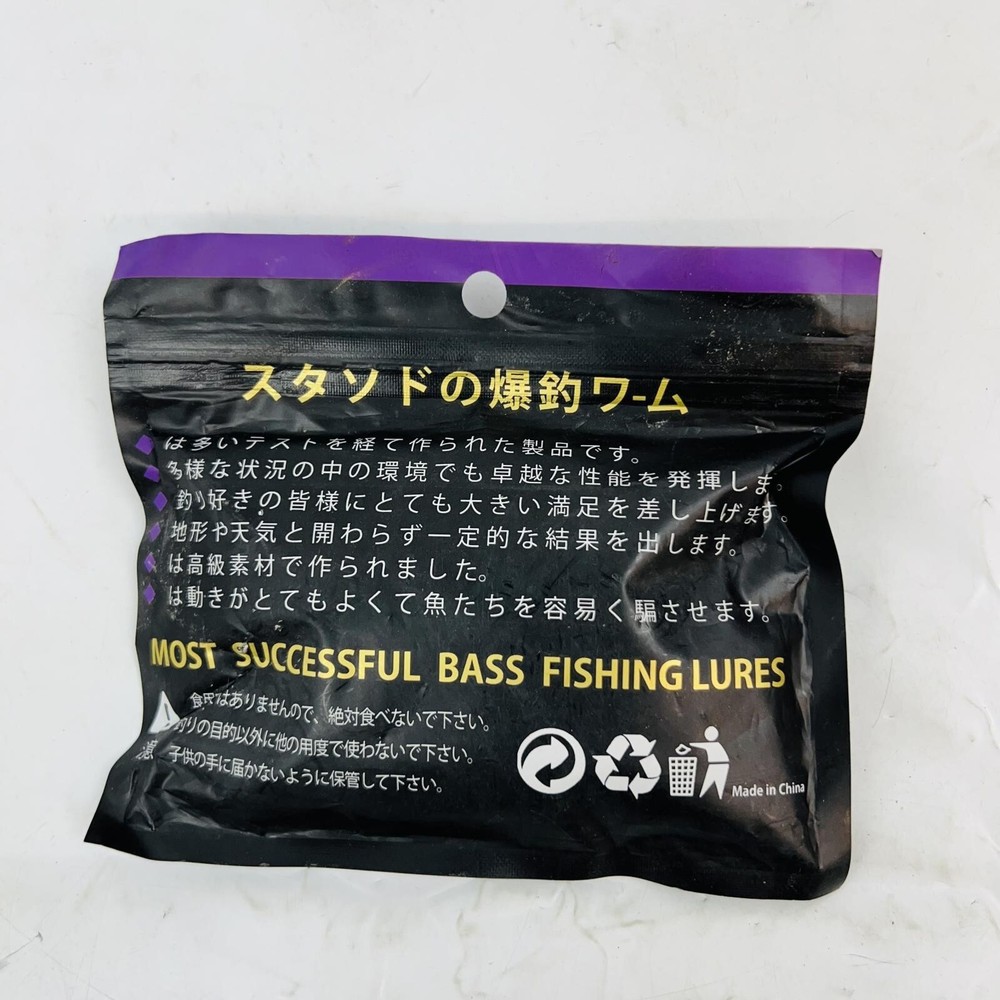 スタソドの爆釣ワーム
は多いテストを経て作られた製品です。
多様な状況の中の環境でも卓越な性能を発揮します。
釣り好きの皆様にとても大きい満足を差し上げます。
地形や天気と開わらず一定的な結果を出します。
は高級素材で作られました。
は動きがとてもよくて魚たちを容易く騙させます。
MOST SUCCESSFUL BASS FISHING LURES
食用ではありませんので、絶対食べないで下さい。
釣りの目的以外に他の用度で使わないで下さい。
子供の手に届かないように保管して下さい。
Made in China